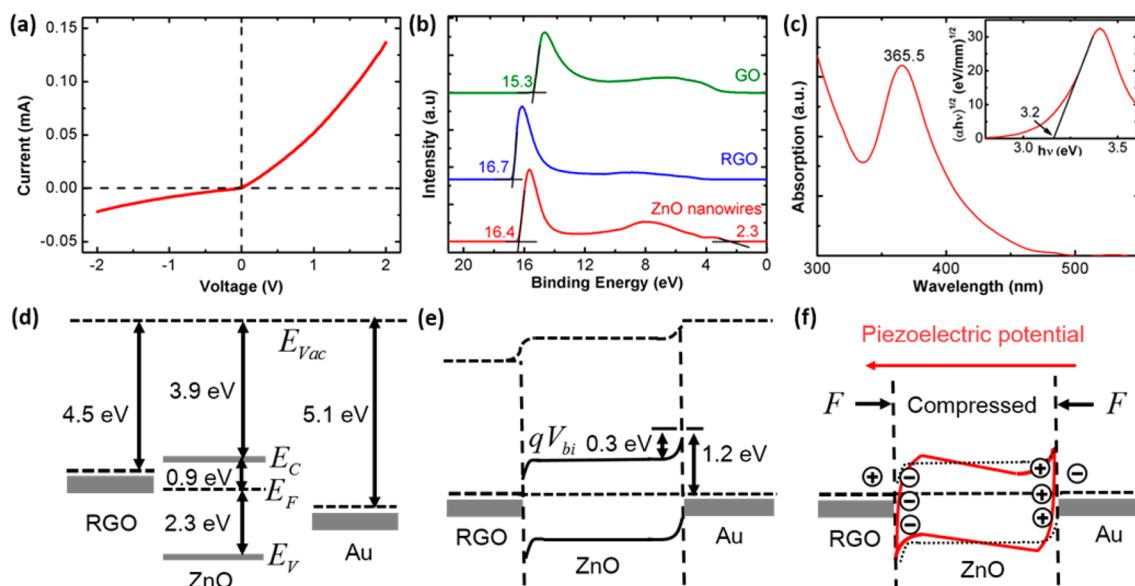 (a)
0.15
0.10
0.05
0.00
-0.05
Current (mA)
-2 -1 0 1 2
Voltage (V)
(b)
GO
15.3
RGO
16.7
ZnO nanowires
16.4
2.3
Intensity (a.u)
20 16 12 8 4 0
Binding Energy (eV)
(c)
365.5
Absorption (a.u.)
300 400 500
Wavelength (nm)
30
20
10
0
(αhν)^1/2 (eV/mm)^1/2
3.2
3.0 3.5
hν (eV)
(d)
E_Vac
3.9 eV
4.5 eV
5.1 eV
E_C
0.9 eV
E_F
RGO
2.3 eV
Au
E_V
ZnO
(e)
qV_bi 0.3 eV
1.2 eV
RGO
Au
ZnO
(f)
Piezoelectric potential
F Compressed F
+ - + -
- +
- +
RGO
Au
ZnO